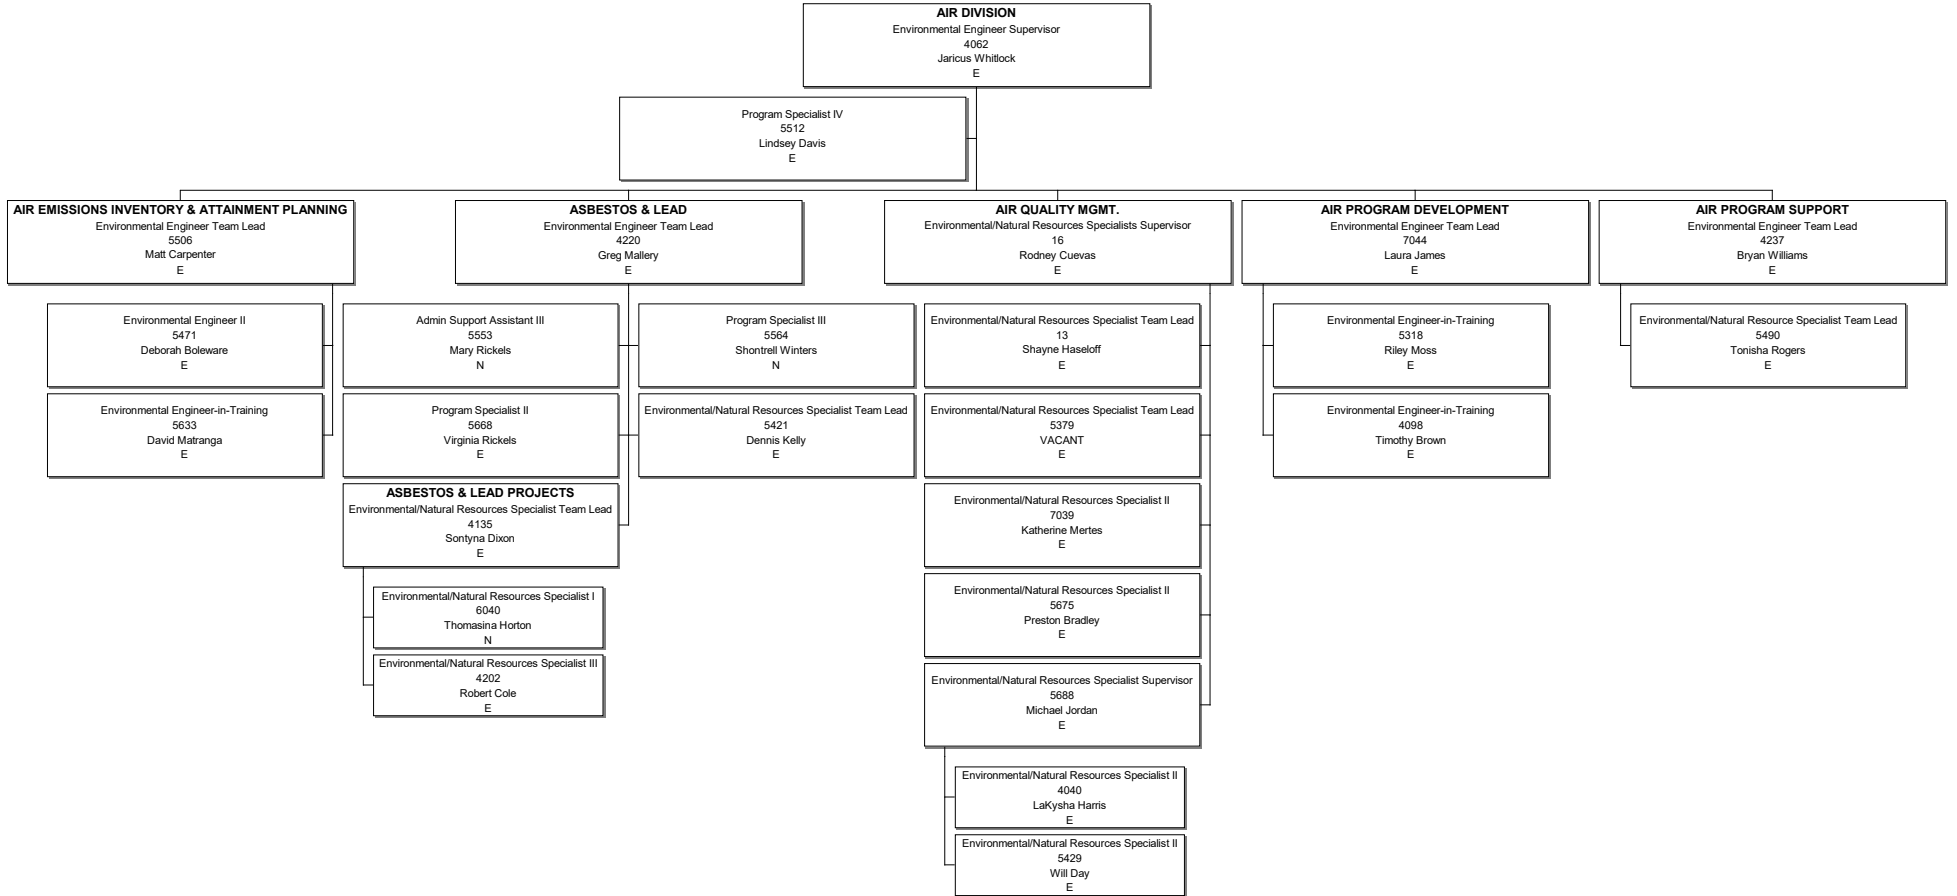 AIR DIVISION
Environmental Engineer Supervisor
4062
Jaricus Whitlock
E
Program Specialist IV
5512
Lindsey Davis
E
AIR EMISSIONS INVENTORY & ATTAINMENT PLANNING
Environmental Engineer Team Lead
5506
Matt Carpenter
E
Environmental Engineer II
5471
Deborah Boleware
E
Environmental Engineer-in-Training
5633
David Matranga
E
ASBESTOS & LEAD
Environmental Engineer Team Lead
4220
Greg Mallery
E
Admin Support Assistant III
5553
Mary Rickels
N
Program Specialist III
5564
Shontrell Winters
N
Program Specialist II
5668
Virginia Rickels
E
Environmental/Natural Resources Specialist Team Lead
5421
Dennis Kelly
E
ASBESTOS & LEAD PROJECTS
Environmental/Natural Resources Specialist Team Lead
4135
Sontyna Dixon
E
Environmental/Natural Resources Specialist I
6040
Thomasina Horton
N
Environmental/Natural Resources Specialist III
4202
Robert Cole
E
AIR QUALITY MGMT.
Environmental/Natural Resources Specialists Supervisor
16
Rodney Cuevas
E
Environmental/Natural Resources Specialist Team Lead
13
Shayne Haseloff
E
Environmental/Natural Resources Specialist Team Lead
5379
VACANT
E
Environmental/Natural Resources Specialist II
7039
Katherine Mertes
E
Environmental/Natural Resources Specialist II
5675
Preston Bradley
E
Environmental/Natural Resources Specialist Supervisor
5688
Michael Jordan
E
Environmental/Natural Resources Specialist II
4040
LaKysha Harris
E
Environmental/Natural Resources Specialist II
5429
Will Day
E
AIR PROGRAM DEVELOPMENT
Environmental Engineer Team Lead
7044
Laura James
E
Environmental Engineer-in-Training
5318
Riley Moss
E
Environmental Engineer-in-Training
4098
Timothy Brown
E
AIR PROGRAM SUPPORT
Environmental Engineer Team Lead
4237
Bryan Williams
E
Environmental/Natural Resource Specialist Team Lead
5490
Tonisha Rogers
E